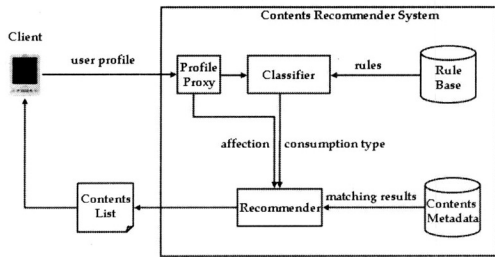 Contents Recommender System
Client
user profile
Profile
Proxy
Classifier
rules
Rule
Base
affection
consumption type
Contents
List
Recommender
matching results
Contents
Metadata